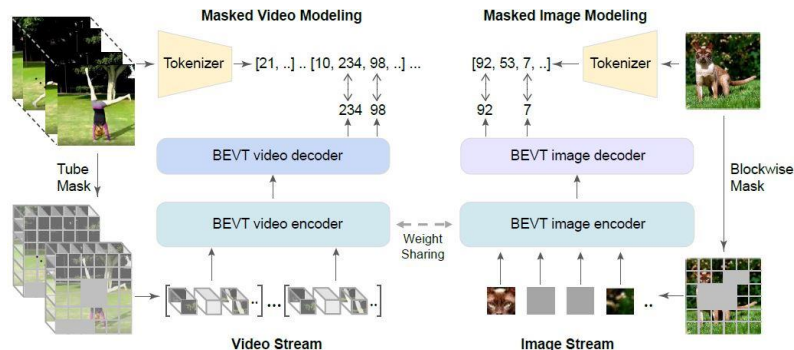 Masked Video Modeling
Masked Image Modeling
Tokenizer
[21, ..] .. [10, 234, 98, ..] ...
[92, 53, 7, ..]
Tokenizer
234 98
92 7
Tube
Mask
BEVT video decoder
BEVT image decoder
Blockwise
Mask
BEVT video encoder
Weight
Sharing
BEVT image encoder
[ .. ] ... [ .. ]
..
Video Stream
Image Stream